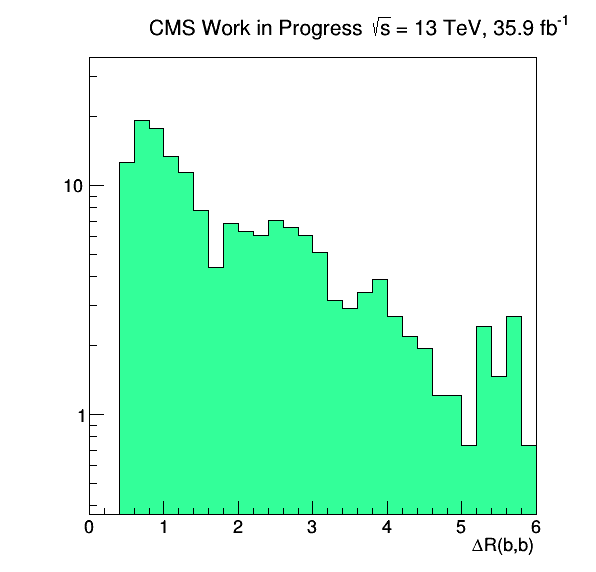 CMS Work in Progress √s = 13 TeV, 35.9 fb⁻¹
10
1
0 1 2 3 4 5 6
ΔR(b,b)